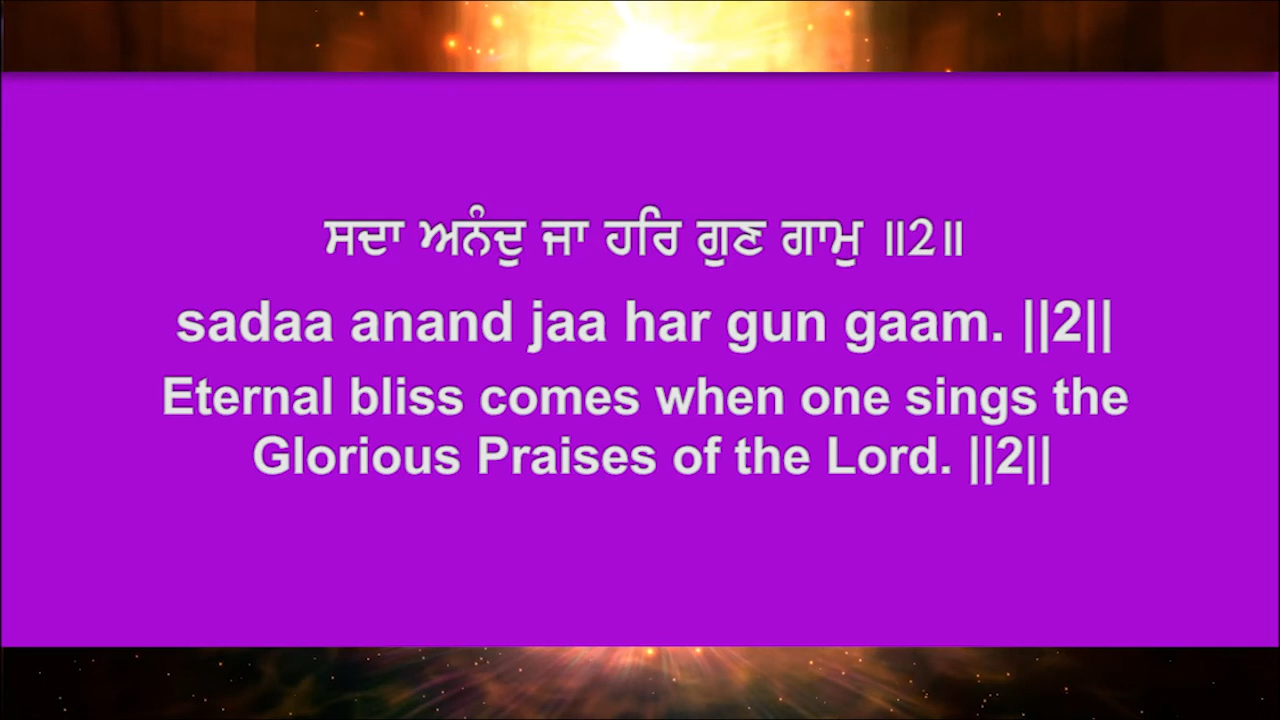 ਸਦਾ ਅਨੰਦੁ ਜਾ ਹਰਿ ਗੁਣ ਗਾਮੁ ॥2॥
sadaa anand jaa har gun gaam. ||2||
Eternal bliss comes when one sings the
Glorious Praises of the Lord. ||2||